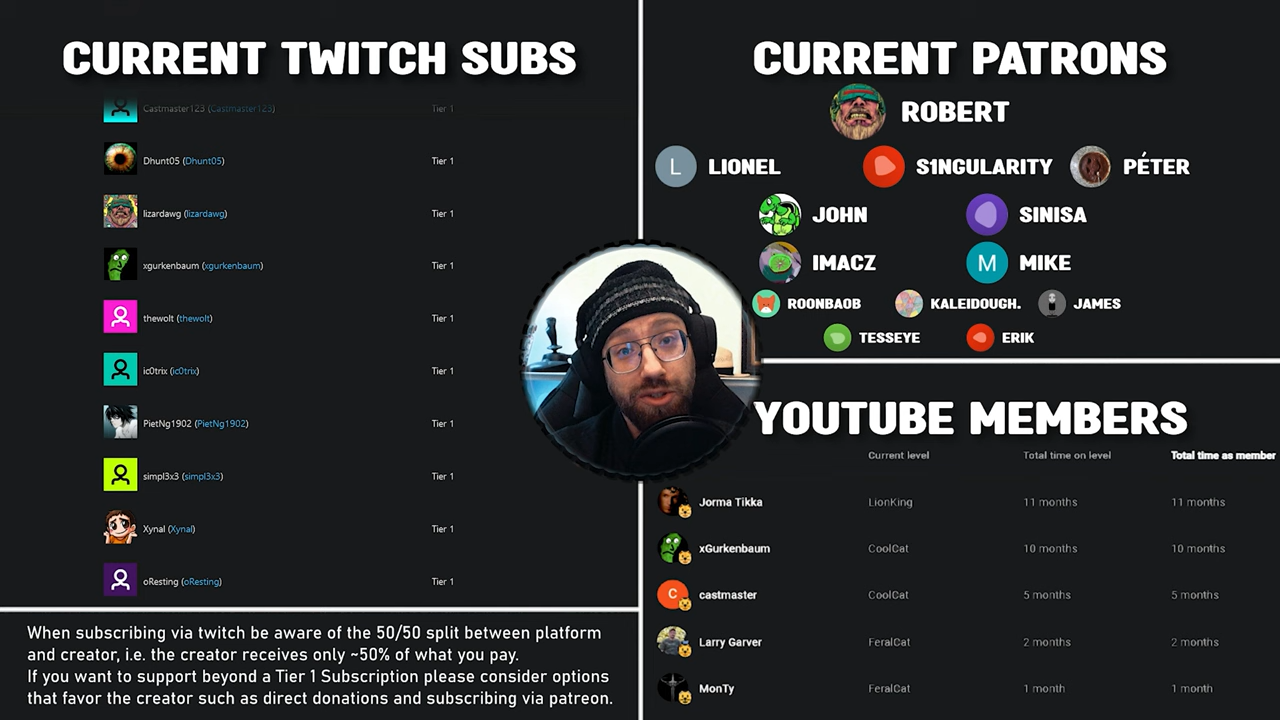 CURRENT TWITCH SUBS
Castmaster123 (Castmaster123) Tier 1
Dhunt05 (Dhunt05) Tier 1
lizardawg (lizardawg) Tier 1
xgurkenbaum (xgurkenbaum) Tier 1
thewolt (thewolt) Tier 1
ic0trix (ic0trix) Tier 1
PietNg1902 (PietNg1902) Tier 1
simpl3x3 (simpl3x3) Tier 1
Xynal (Xynal) Tier 1
oResting (oResting) Tier 1
When subscribing via twitch be aware of the 50/50 split between platform
and creator, i.e. the creator receives only ~50% of what you pay.
If you want to support beyond a Tier 1 Subscription please consider options
that favor the creator such as direct donations and subscribing via patreon.
CURRENT PATRONS
ROBERT
L LIONEL S1NGULARITY PÉTER
JOHN SINISA
IMACZ M MIKE
ROONBAOB KALEIDOUGH. JAMES
TESSEYE ERIK
YOUTUBE MEMBERS
Current level Total time on level Total time as member
Jorma Tikka LionKing 11 months 11 months
xGurkenbaum CoolCat 10 months 10 months
C castmaster CoolCat 5 months 5 months
Larry Garver FeralCat 2 months 2 months
MonTy FeralCat 1 month 1 month